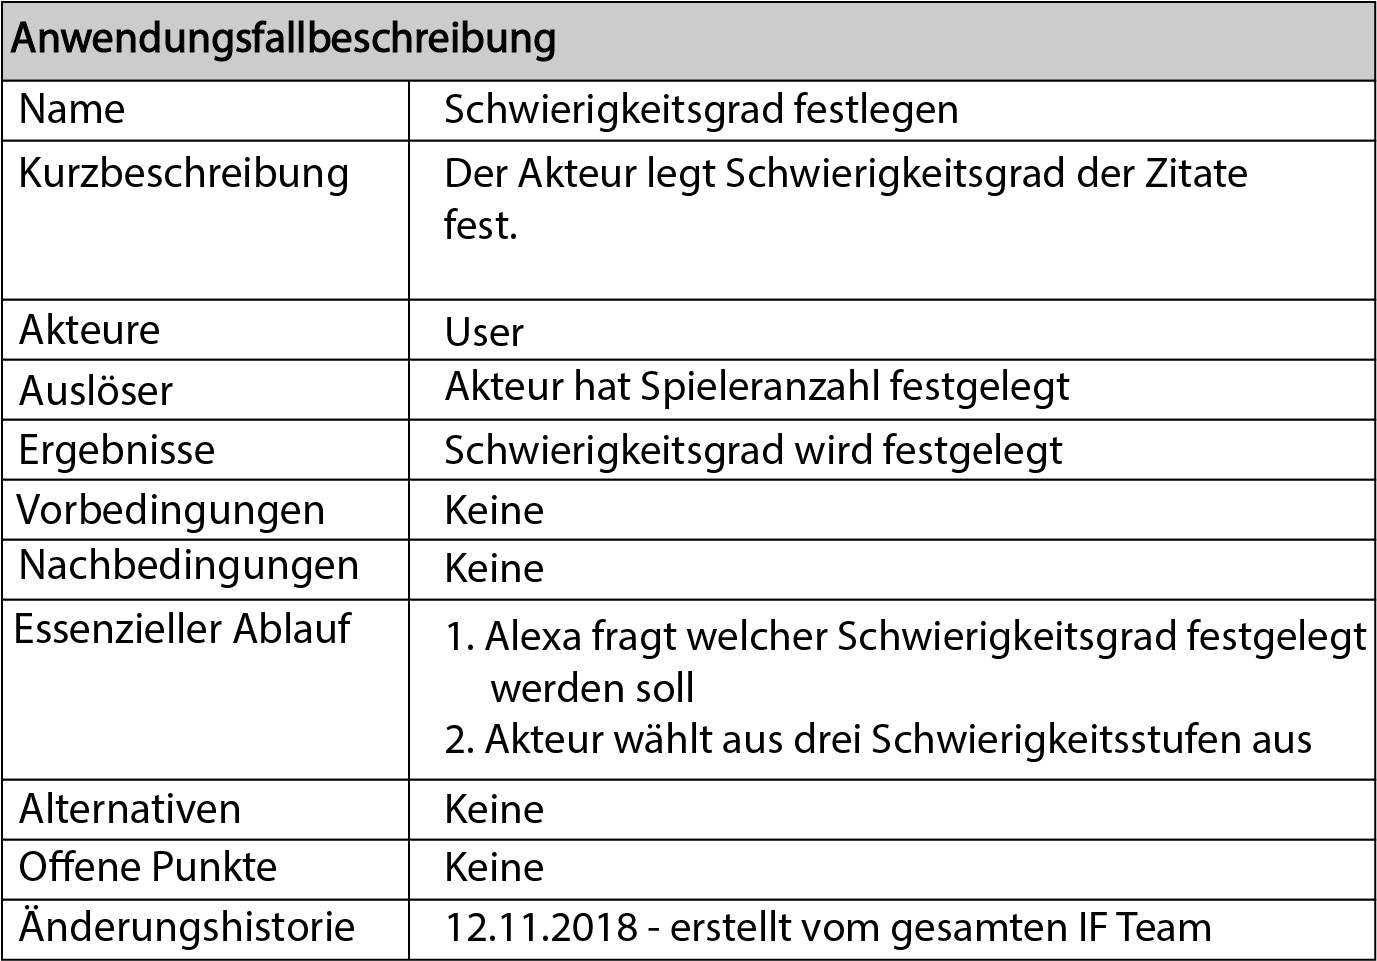 Anwendungsfallbeschreibung
Name
Schwierigkeitsgrad festlegen
Kurzbeschreibung
Der Akteur legt Schwierigkeitsgrad der Zitate
fest.
Akteure
User
Auslöser
Akteur hat Spieleranzahl festgelegt
Ergebnisse
Schwierigkeitsgrad wird festgelegt
Vorbedingungen
Keine
Nachbedingungen
Keine
Essenzieller Ablauf
1. Alexa fragt welcher Schwierigkeitsgrad festgelegt
werden soll
2. Akteur wählt aus drei Schwierigkeitsstufen aus
Alternativen
Keine
Offene Punkte
Keine
Änderungshistorie
12.11.2018 - erstellt vom gesamten IF Team